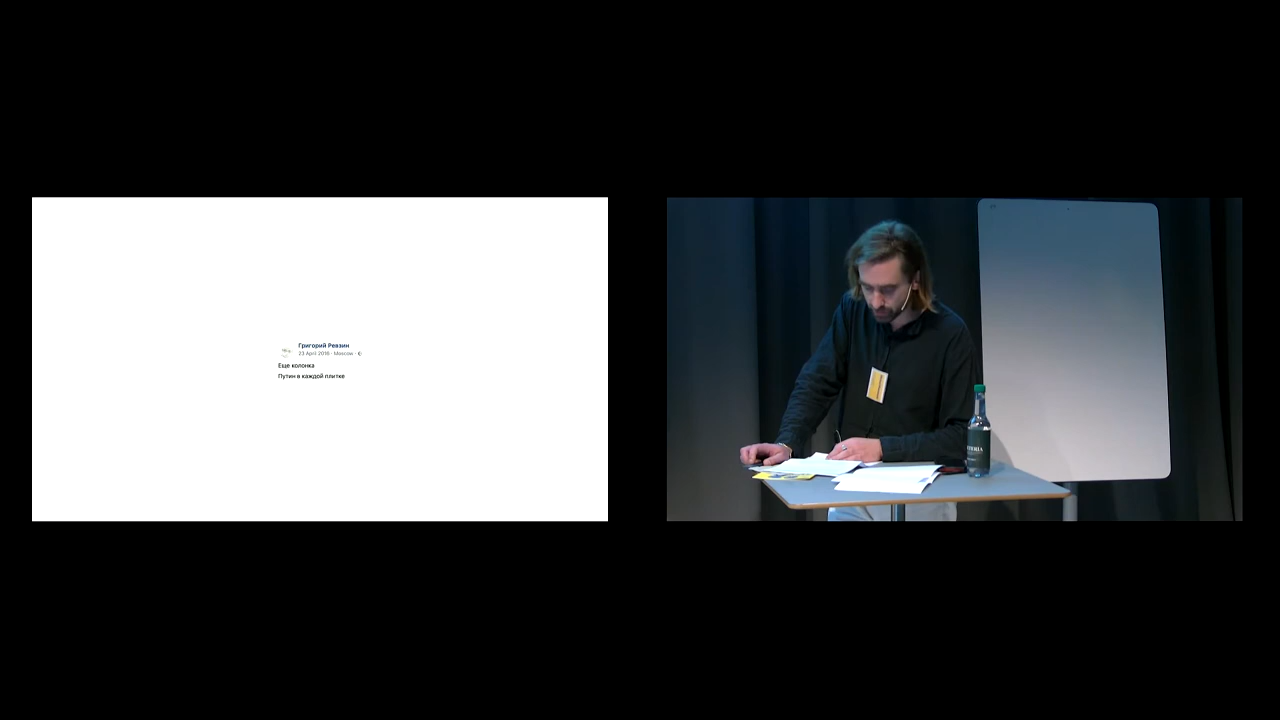 Григорий Ревзин
23 April 2016 · Moscow ·
Еще колонка
Путин в каждой плитке